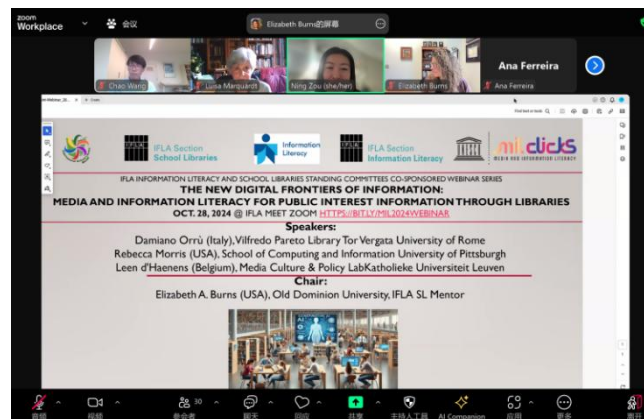 zoom
Workplace
会议
Elizabeth Burns的屏幕
Chao Wang
Luisa Marquardt
Ning Zou (she/her)
Elizabeth Burns
Ana Ferreira
Ana Ferreira
IFLA Section
School Libraries
Information
Literacy
IFLA Section
Information Literacy
mil clicks
MEDIA AND INFORMATION LITERACY
IFLA INFORMATION LITERACY AND SCHOOL LIBRARIES STANDING COMMITTEES CO-SPONSORED WEBINAR SERIES
THE NEW DIGITAL FRONTIERS OF INFORMATION:
MEDIA AND INFORMATION LITERACY FOR PUBLIC INTEREST INFORMATION THROUGH LIBRARIES
OCT. 28, 2024 @ IFLA MEET ZOOM HTTPS://BIT.LY/MIL2024WEBINAR
Speakers:
Damiano Orrù (Italy),Vilfredo Pareto Library Tor Vergata University of Rome
Rebecca Morris (USA), School of Computing and Information University of Pittsburgh
Leen d'Haenens (Belgium), Media Culture & Policy LabKatholieke Universiteit Leuven
Chair:
Elizabeth A. Burns (USA), Old Dominion University, IFLA SL Mentor
音频
视频
30
参会者
聊天
回应
共享
主持人工具
AI Companion
应用
更多